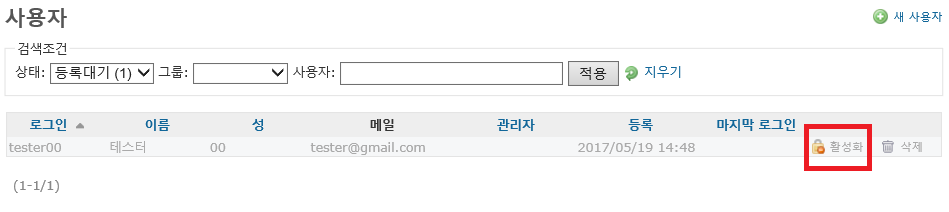 사용자 새 사용자
검색조건
상태: 등록대기 (1) 그룹: 사용자: 적용 지우기
로그인 이름 성 메일 관리자 등록 마지막 로그인
tester00 테스터 00 tester@gmail.com 2017/05/19 14:48 활성화 삭제
(1-1/1)